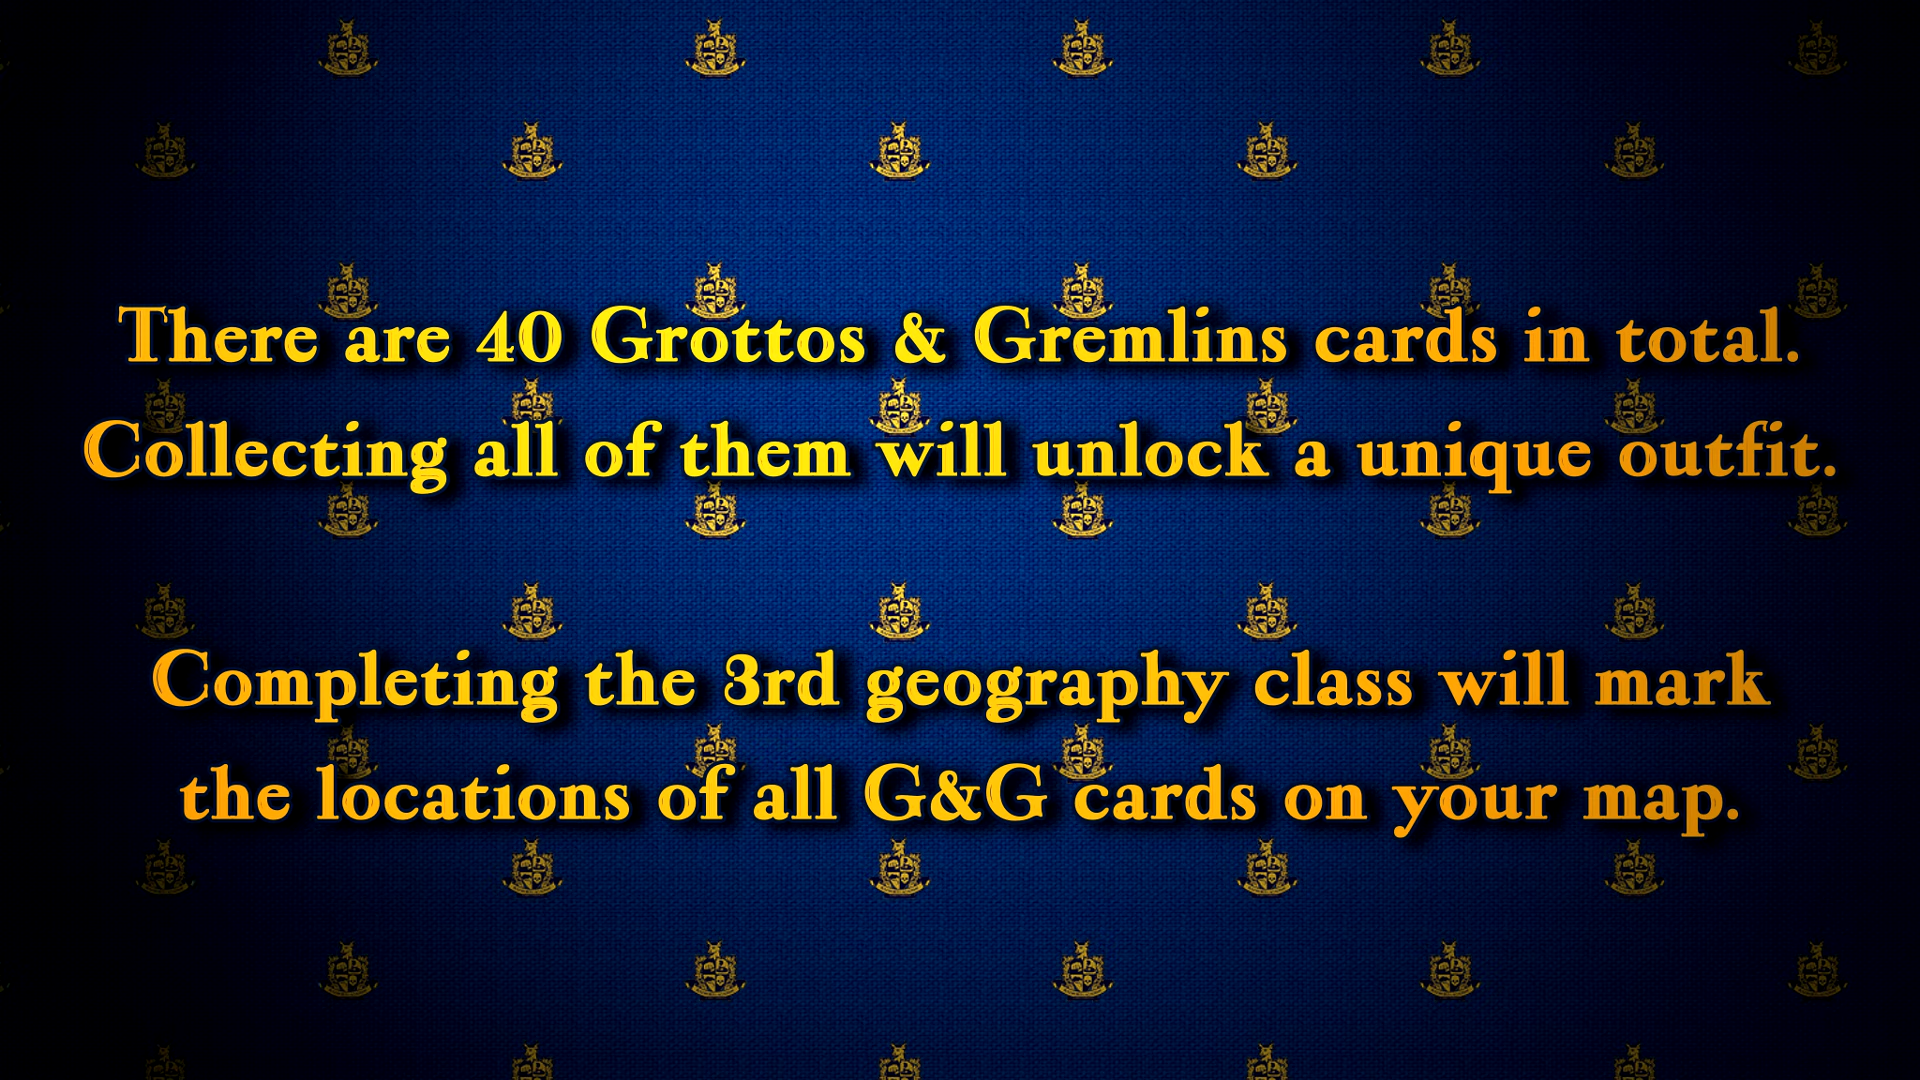 There are 40 Grottos & Gremlins cards in total.
Collecting all of them will unlock a unique outfit.
Completing the 3rd geography class will mark
the locations of all G&G cards on your map.